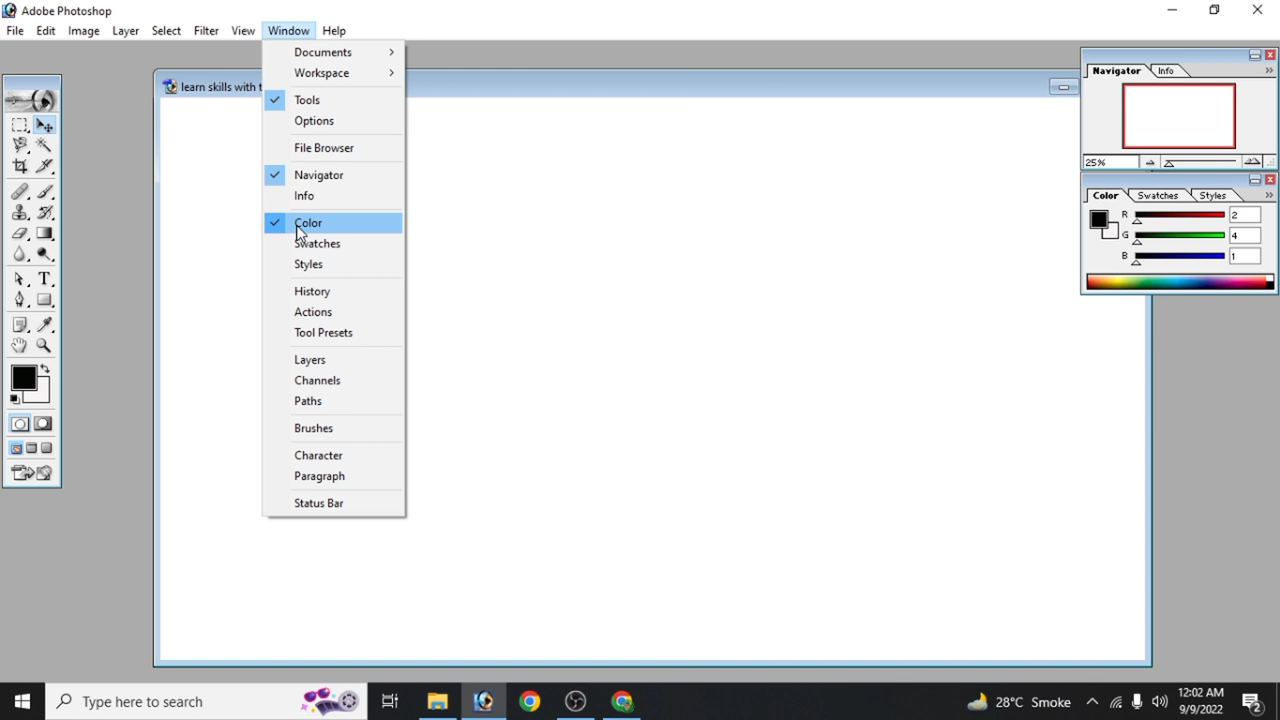 Adobe Photoshop
File Edit Image Layer Select Filter View Window Help
Documents
Workspace
Tools
Options
File Browser
Navigator
Info
Color
Swatches
Styles
History
Actions
Tool Presets
Layers
Channels
Paths
Brushes
Character
Paragraph
Status Bar
learn skills with t
Navigator Info
25%
Color Swatches Styles
R 2
G 4
B 1
T
Type here to search
28°C Smoke
12:02 AM
9/9/2022
2